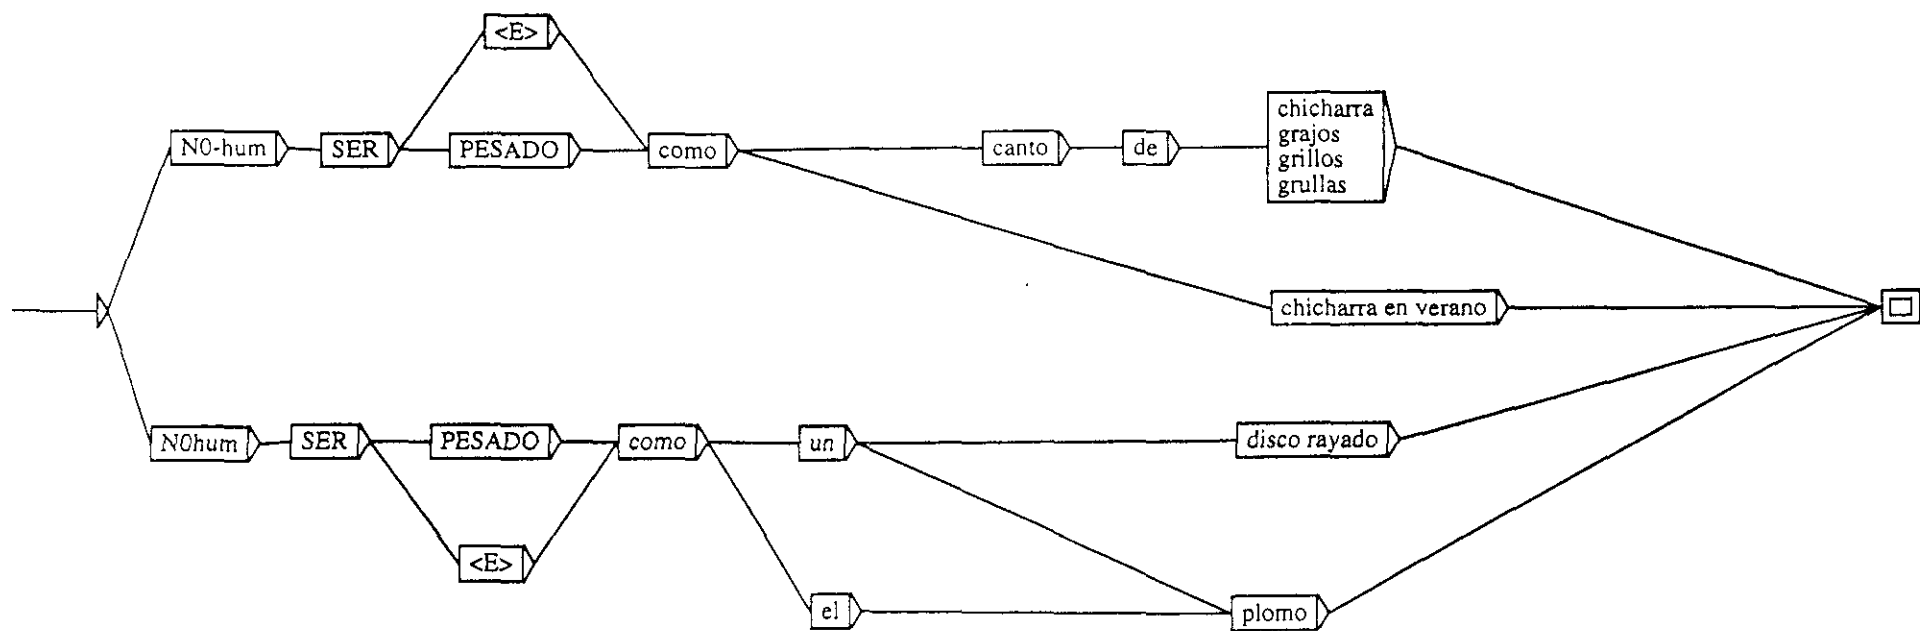 <E>
N0-hum SER PESADO como canto de chicharra
grajos
grillos
grullas
chicharra en verano
N0hum SER PESADO como un disco rayado
<E>
el plomo